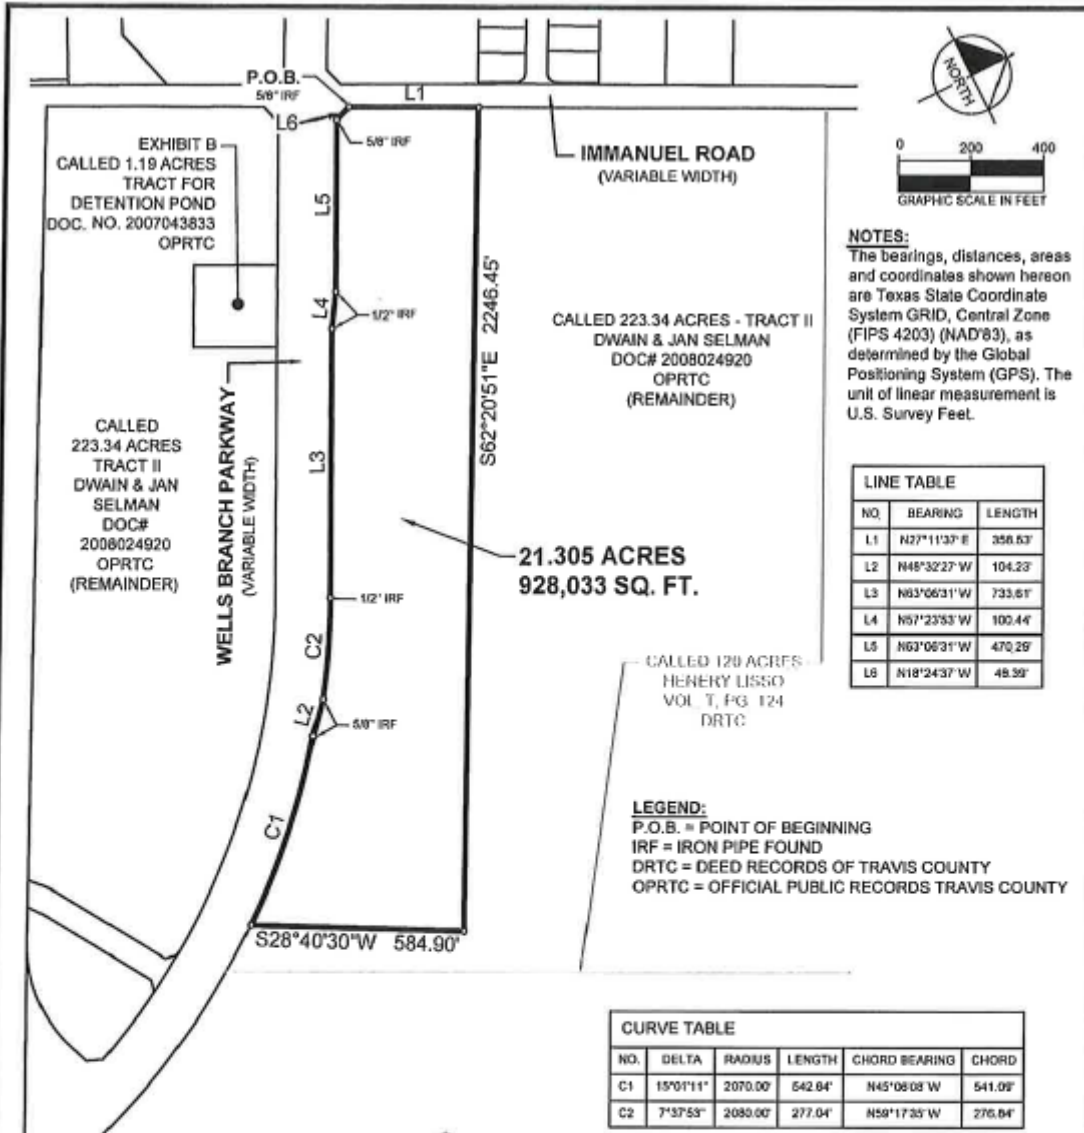 P.O.B.
5/8" IRF
L1
L6
5/8" IRF
NORTH
0 200 400
GRAPHIC SCALE IN FEET
EXHIBIT B
CALLED 1.19 ACRES
TRACT FOR
DETENTION POND
DOC. NO. 2007043833
OPRTC
IMMANUEL ROAD
(VARIABLE WIDTH)
L5
L4
1/2" IRF
S62°20'51"E 2246.45'
CALLED 223.34 ACRES - TRACT II
DWAIN & JAN SELMAN
DOC# 2008024920
OPRTC
(REMAINDER)
NOTES:
The bearings, distances, areas
and coordinates shown hereon
are Texas State Coordinate
System GRID, Central Zone
(FIPS 4203) (NAD'83), as
determined by the Global
Positioning System (GPS). The
unit of linear measurement is
U.S. Survey Feet.
CALLED
223.34 ACRES
TRACT II
DWAIN & JAN
SELMAN
DOC#
2008024920
OPRTC
(REMAINDER)
WELLS BRANCH PARKWAY
(VARIABLE WIDTH)
L3
21.305 ACRES
928,033 SQ. FT.
1/2" IRF
C2
L2
5/8" IRF
C1
CALLED 120 ACRES
HENERY LISSO
VOL. T, PG. 124
DRTC
LINE TABLE
NO. BEARING LENGTH
L1 N27°11'37" E 358.53'
L2 N48°32'27" W 104.23'
L3 N63°06'31" W 733.61'
L4 N57°23'53" W 100.44'
L5 N63°06'31" W 470.29'
L6 N18°24'37" W 48.39'
LEGEND:
P.O.B. = POINT OF BEGINNING
IRF = IRON PIPE FOUND
DRTC = DEED RECORDS OF TRAVIS COUNTY
OPRTC = OFFICIAL PUBLIC RECORDS TRAVIS COUNTY
S28°40'30"W 584.90'
CURVE TABLE
NO. DELTA RADIUS LENGTH CHORD BEARING CHORD
C1 15°01'11" 2070.00' 542.64' N45°06'08" W 541.09'
C2 7°37'53" 2080.00' 277.04' N59°17'35" W 276.84'